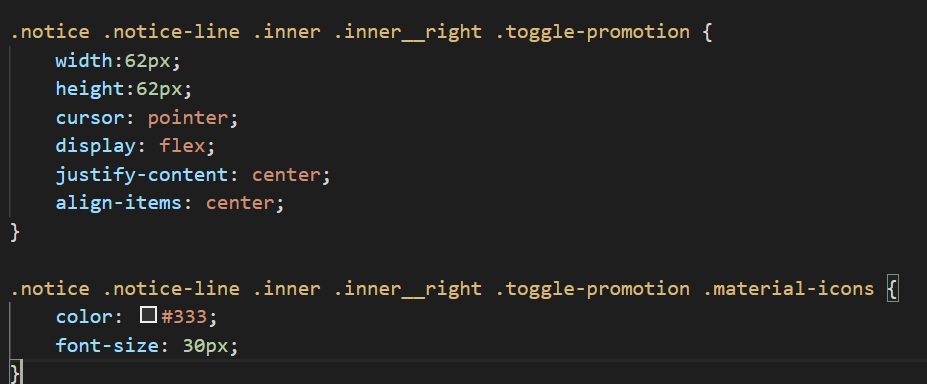 .notice .notice-line .inner .inner__right .toggle-promotion {
    width:62px;
    height:62px;
    cursor: pointer;
    display: flex;
    justify-content: center;
    align-items: center;
}

.notice .notice-line .inner .inner__right .toggle-promotion .material-icons {
    color: #333;
    font-size: 30px;
}